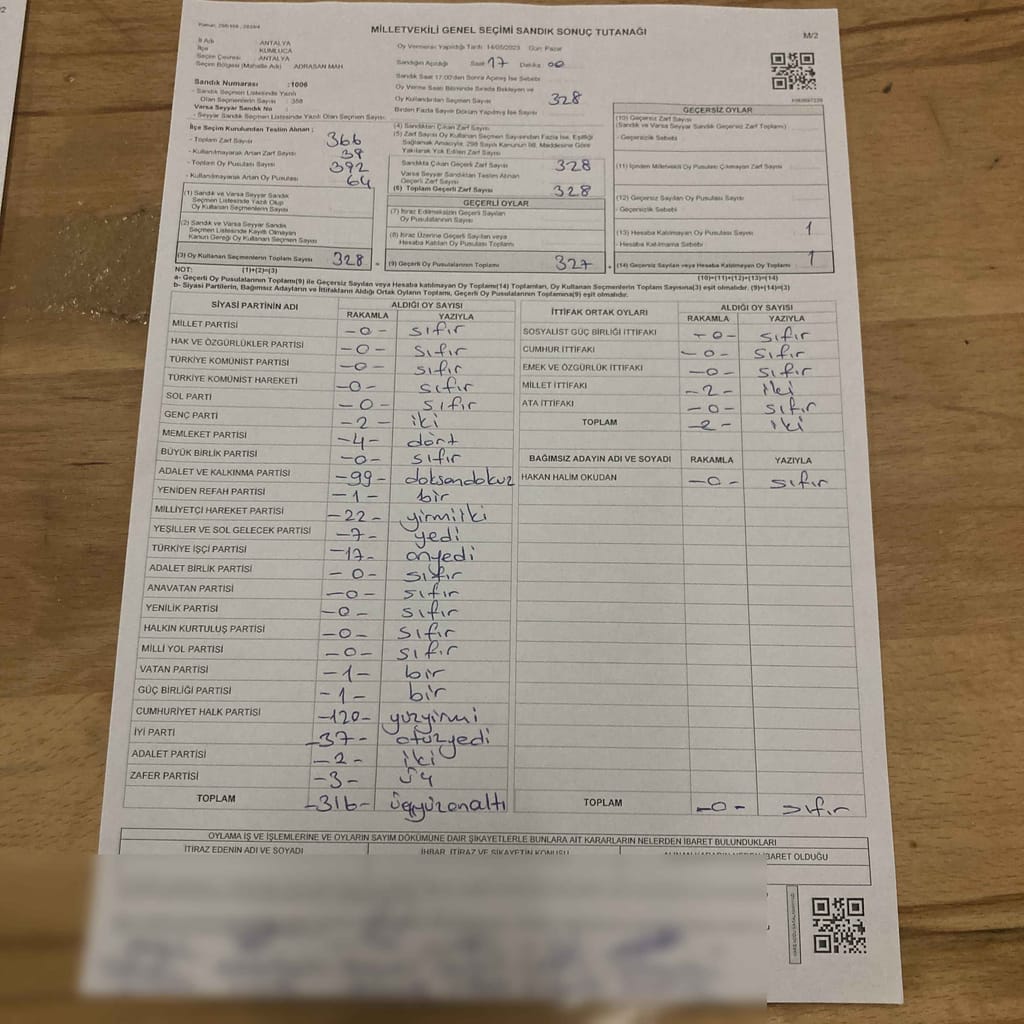 MİLLETVEKİLİ GENEL SEÇİMİ SANDIK SONUÇ TUTANAĞI
M/2
İl Adı ANTALYA
İlçe KUMLUCA
Seçim Çevresi ANTALYA
Seçim Bölgesi (Mahalle Adı) ADRASAN MAH.
Oy Vermenin Yapıldığı Tarih 14/05/2023 Gün: Pazar
Sandığın Açıldığı Saat 17 Dakika 00
Sandık Saat 17:00'den Sonra Açılmış İse Sebebi
Sandık Numarası :1006
- Sandık Seçmen Listesinde Yazılı
Olan Seçmenlerin Sayısı
Varsa Seyyar Sandık No :
- Seyyar Sandık Seçmen Listesinde Yazılı Olan Seçmen Sayısı
Oy Verme Saati Bitiminde Sırada Bekleyen ve
Oy Kullandırılan Seçmen Sayısı 328
Birden Fazla Sayım Döküm Yapılmış İse Sayısı
İlçe Seçim Kurulundan Teslim Alınan ;
- Toplam Zarf Sayısı 366
- Kullanılmayarak Artan Zarf Sayısı
- Toplam Oy Pusulası Sayısı 392
- Kullanılmayarak Artan Oy Pusulası 64
(1) Sandık ve Varsa Seyyar Sandık
Seçmen Listesinde Yazılı Olup
Oy Kullanan Seçmenlerin Sayısı
(2) Sandık ve Varsa Seyyar Sandık
Seçmen Listesinde Kayıtlı Olmayan
Kanun Gereği Oy Kullanan Seçmen Sayısı
(3) Oy Kullanan Seçmenlerin Toplam Sayısı 328
(4) Sandıktan Çıkan Zarf Sayısı
(5) Zarf Sayısı Oy Kullanan Seçmen Sayısından Fazla İse, Eşitliği
Sağlamak Amacıyla, 298 Sayılı Kanunun 98. Maddesine Göre
Yakılarak Yok Edilen Zarf Sayısı
Sandıkta Çıkan Geçerli Zarf Sayısı 328
Varsa Seyyar Sandıktan Teslim Alınan
Geçerli Zarf Sayısı
(6) Toplam Geçerli Zarf Sayısı 328
GEÇERLİ OYLAR
(7) İtiraz Edilmeksizin Geçerli Sayılan
Oy Pusulalarının Sayısı
(8) İtiraz Üzerine Geçerli Sayılan veya
Hesaba Katılan Oy Pusulası Toplamı
(9) Geçerli Oy Pusulalarının Toplamı 327
GEÇERSİZ OYLAR
(10) Geçersiz Zarf Sayısı
(Sandık ve Varsa Seyyar Sandık Geçersiz Zarf Toplamı)
- Geçersizlik Sebebi
(11) İçinden Milletvekili Oy Pusulası Çıkmayan Zarf Sayısı
(12) Geçersiz Sayılan Oy Pusulası Sayısı
- Geçersizlik Sebebi
(13) Hesaba Katılmayan Oy Pusulası Sayısı 1
- Hesaba Katılmama Sebebi
(14) Geçersiz Sayılan veya Hesaba Katılmayan Oy Toplamı 1
NOT: (1)+(2)=(3) (10)+(11)+(12)+(13)=(14)
a- Geçerli Oy Pusulalarının Toplamı(9) ile Geçersiz Sayılan veya Hesaba Katılmayan Oy Toplamı(14) Toplamları, Oy Kullanan Seçmenlerin Toplam Sayısına(3) eşit olmalıdır. (9)+(14)=(3)
b- Siyasi Partilerin, Bağımsız Adayların ve İttifakların Aldığı Ortak Oyların Toplamı, Geçerli Oy Pusulalarının Toplamına(9) eşit olmalıdır.
SİYASİ PARTİNİN ADI ALDIĞI OY SAYISI
RAKAMLA YAZIYLA
MİLLET PARTİSİ -0- sıfır
HAK VE ÖZGÜRLÜKLER PARTİSİ -0- sıfır
TÜRKİYE KOMÜNİST PARTİSİ -0- sıfır
TÜRKİYE KOMÜNİST HAREKETİ -0- sıfır
SOL PARTİ -0- sıfır
GENÇ PARTİ -2- iki
MEMLEKET PARTİSİ -4- dört
BÜYÜK BİRLİK PARTİSİ -0- sıfır
ADALET VE KALKINMA PARTİSİ -99- doksandokuz
YENİDEN REFAH PARTİSİ -1- bir
MİLLİYETÇİ HAREKET PARTİSİ -22- yirmiiki
YEŞİLLER VE SOL GELECEK PARTİSİ -7- yedi
TÜRKİYE İŞÇİ PARTİSİ -17- onyedi
ADALET BİRLİK PARTİSİ -0- sıfır
ANAVATAN PARTİSİ -0- sıfır
YENİLİK PARTİSİ -0- sıfır
HALKIN KURTULUŞ PARTİSİ -0- sıfır
MİLLİ YOL PARTİSİ -0- sıfır
VATAN PARTİSİ -1- bir
GÜÇ BİRLİĞİ PARTİSİ -1- bir
CUMHURİYET HALK PARTİSİ -120- yüzyirmi
İYİ PARTİ -37- otuzyedi
ADALET PARTİSİ -2- iki
ZAFER PARTİSİ -3- üç
TOPLAM -316- üçyüzonaltı
İTTİFAK ORTAK OYLARI ALDIĞI OY SAYISI
RAKAMLA YAZIYLA
SOSYALİST GÜÇ BİRLİĞİ İTTİFAKI -0- sıfır
CUMHUR İTTİFAKI -0- sıfır
EMEK VE ÖZGÜRLÜK İTTİFAKI -0- sıfır
MİLLET İTTİFAKI -2- iki
ATA İTTİFAKI -0- sıfır
TOPLAM -2- iki
BAĞIMSIZ ADAYIN ADI VE SOYADI RAKAMLA YAZIYLA
HAKAN HALİM OKUDAN -0- sıfır
TOPLAM -0- sıfır
OYLAMA İŞ VE İŞLEMLERİNE VE OYLARIN SAYIM DÖKÜMÜNE DAİR ŞİKAYETLERLE BUNLARA AİT KARARLARIN NELERDEN İBARET BULUNDUKLARI
İTİRAZ EDENİN ADI VE SOYADI İHBAR, İTİRAZ VE ŞİKAYETİN KONUSU ALINAN KARARIN NEDEN İBARET OLDUĞU